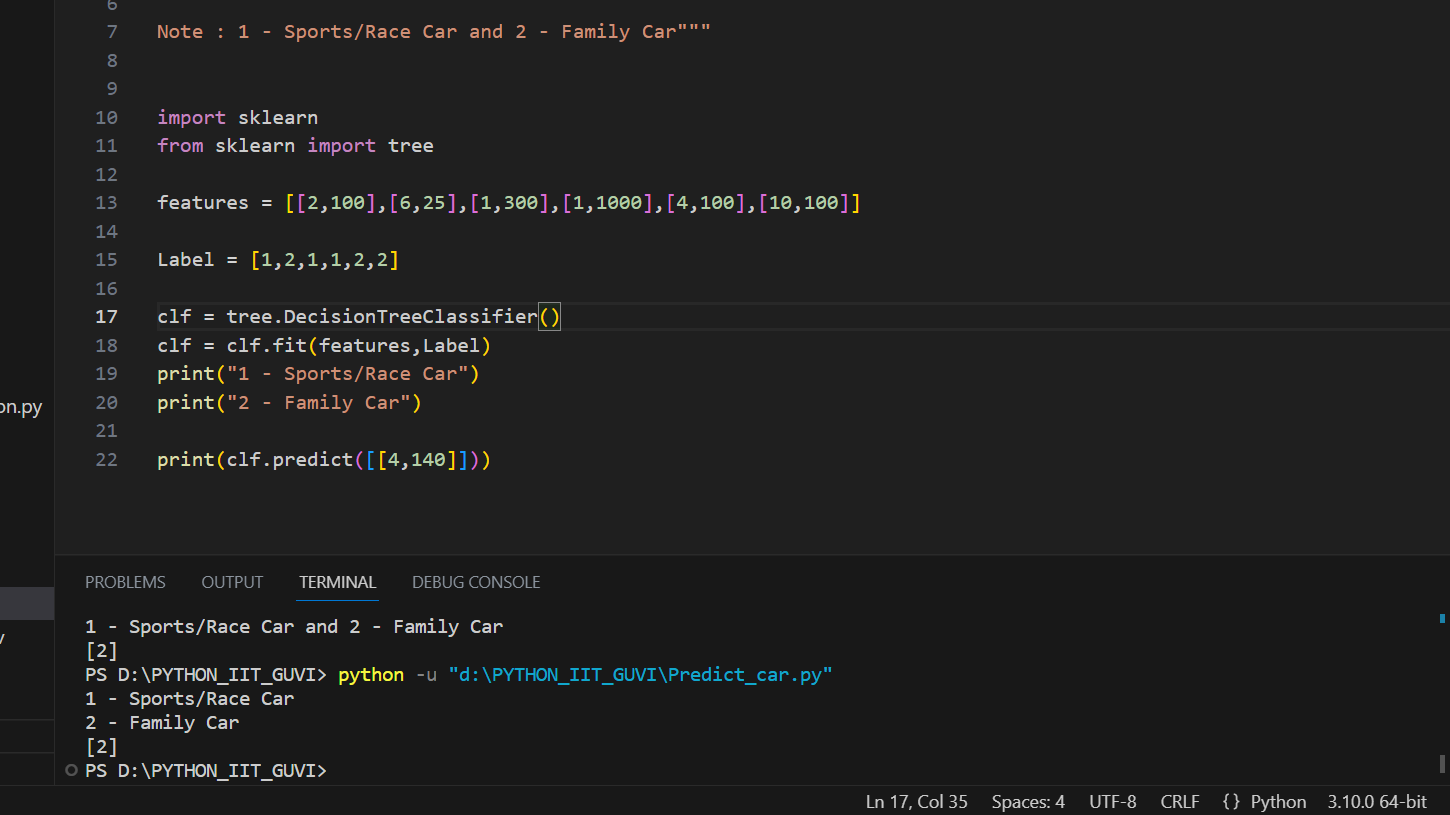 6
7 Note : 1 - Sports/Race Car and 2 - Family Car"""
8
9
10 import sklearn
11 from sklearn import tree
12
13 features = [[2,100],[6,25],[1,300],[1,1000],[4,100],[10,100]]
14
15 Label = [1,2,1,1,2,2]
16
17 clf = tree.DecisionTreeClassifier()
18 clf = clf.fit(features,Label)
19 print("1 - Sports/Race Car")
20 print("2 - Family Car")
21
22 print(clf.predict([[4,140]]))
on.py
PROBLEMS OUTPUT TERMINAL DEBUG CONSOLE
1 - Sports/Race Car and 2 - Family Car
[2]
PS D:\PYTHON_IIT_GUVI> python -u "d:\PYTHON_IIT_GUVI\Predict_car.py"
1 - Sports/Race Car
2 - Family Car
[2]
PS D:\PYTHON_IIT_GUVI>
Ln 17, Col 35 Spaces: 4 UTF-8 CRLF {} Python 3.10.0 64-bit